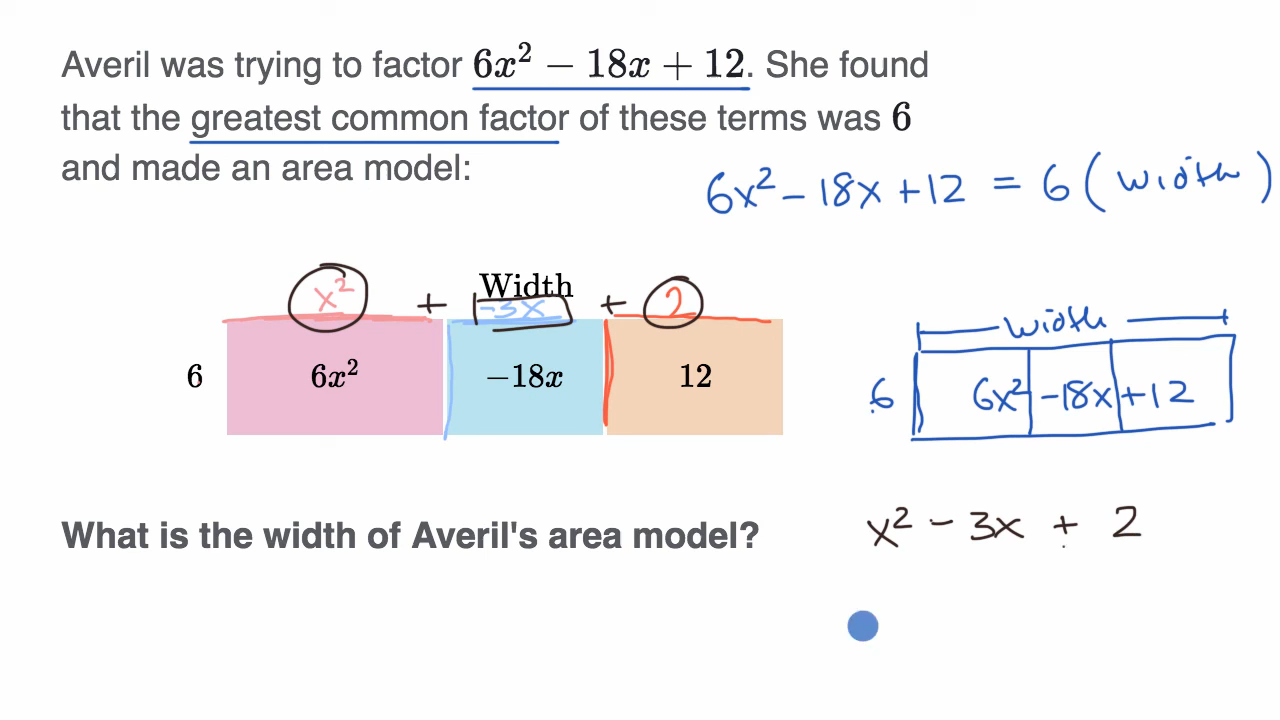 Averil was trying to factor 6x² − 18x + 12. She found
that the greatest common factor of these terms was 6
and made an area model:
6x² − 18x + 12 = 6 (width)
Width
x² + -3x + 2
6 6x² −18x 12
width
6 6x² -18x +12
What is the width of Averil's area model?
x² − 3x + 2